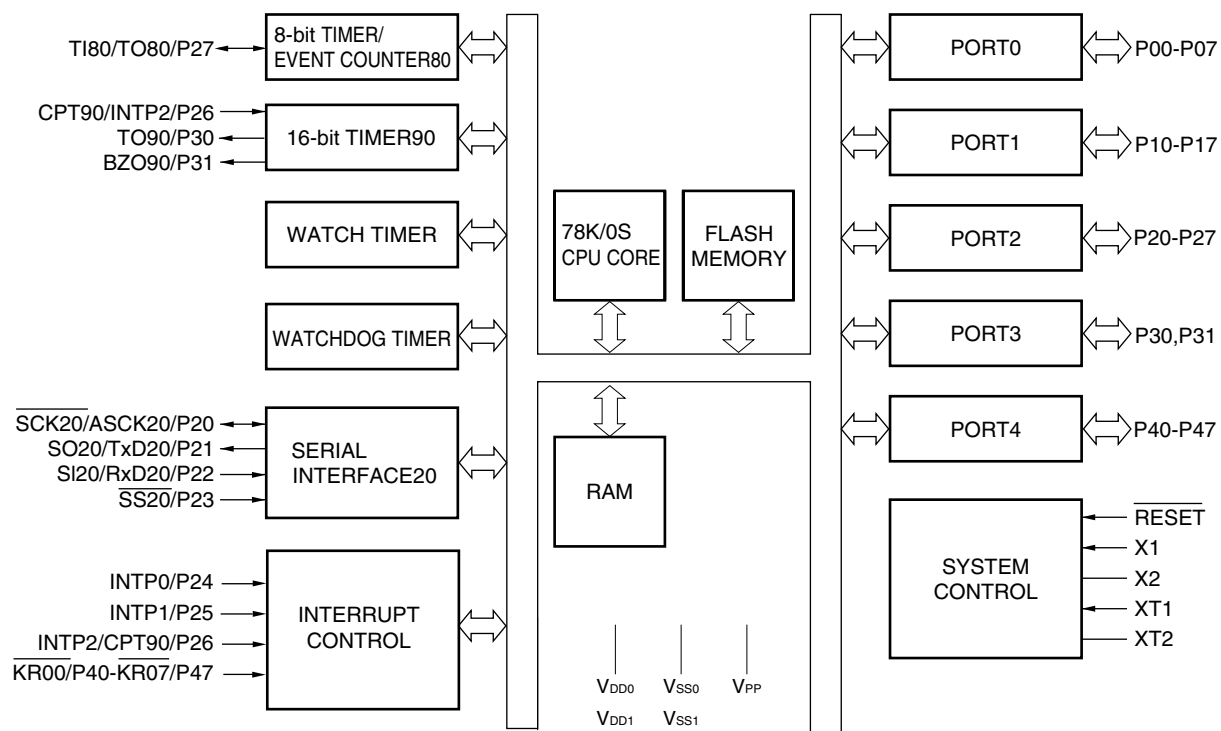 TI80/TO80/P27
8-bit TIMER/
EVENT COUNTER80
CPT90/INTP2/P26
TO90/P30
BZO90/P31
16-bit TIMER90
WATCH TIMER
WATCHDOG TIMER
SCK20/ASCK20/P20
SO20/TxD20/P21
SI20/RxD20/P22
SS20/P23
SERIAL
INTERFACE20
INTP0/P24
INTP1/P25
INTP2/CPT90/P26
KR00/P40-KR07/P47
INTERRUPT
CONTROL
78K/0S
CPU CORE
FLASH
MEMORY
RAM
VDD0
VSS0
VPP
VDD1
VSS1
PORT0
P00-P07
PORT1
P10-P17
PORT2
P20-P27
PORT3
P30,P31
PORT4
P40-P47
SYSTEM
CONTROL
RESET
X1
X2
XT1
XT2